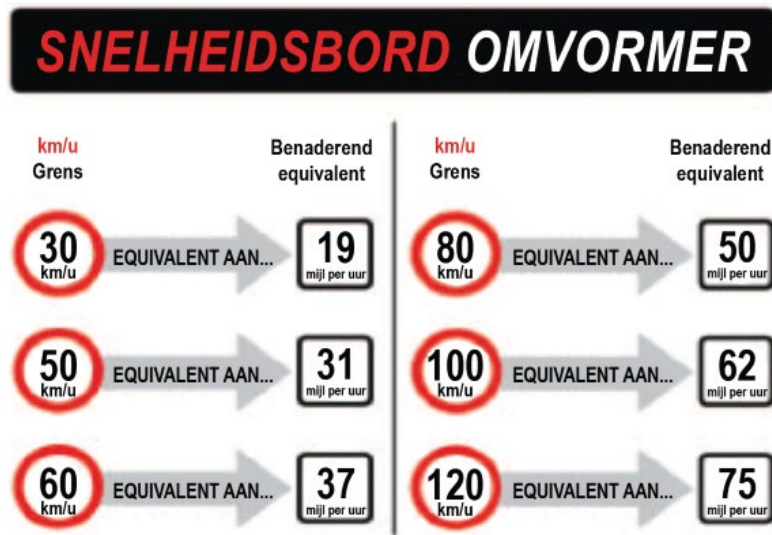 SNELHEIDSBORD OMVORMER
km/u
Grens
Benaderend
equivalent
30
km/u
EQUIVALENT AAN...
19
mijl per uur
50
km/u
EQUIVALENT AAN...
31
mijl per uur
60
km/u
EQUIVALENT AAN...
37
mijl per uur
km/u
Grens
Benaderend
equivalent
80
km/u
EQUIVALENT AAN...
50
mijl per uur
100
km/u
EQUIVALENT AAN...
62
mijl per uur
120
km/u
EQUIVALENT AAN...
75
mijl per uur